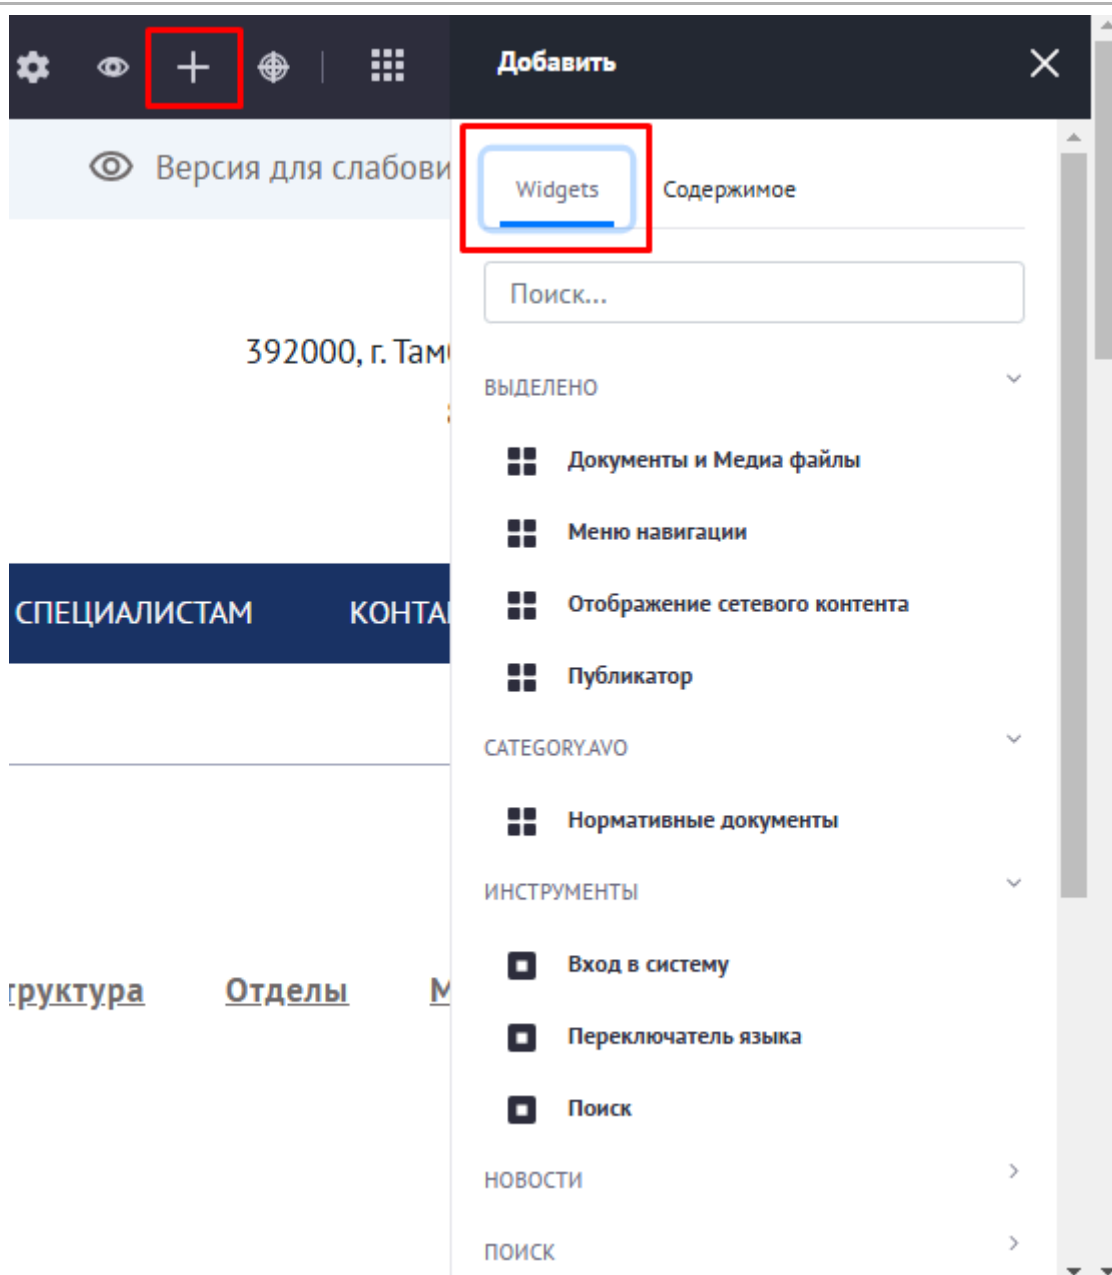 Добавить
Версия для слабови
Widgets
Содержимое
Поиск...
392000, г. Там
ВЫДЕЛЕНО
Документы и Медиа файлы
Меню навигации
Отображение сетевого контента
СПЕЦИАЛИСТАМ
КОНТА
Публикатор
CATEGORY.AVO
Нормативные документы
ИНСТРУМЕНТЫ
Вход в систему
труктура
Отделы
М
Переключатель языка
Поиск
НОВОСТИ
ПОИСК